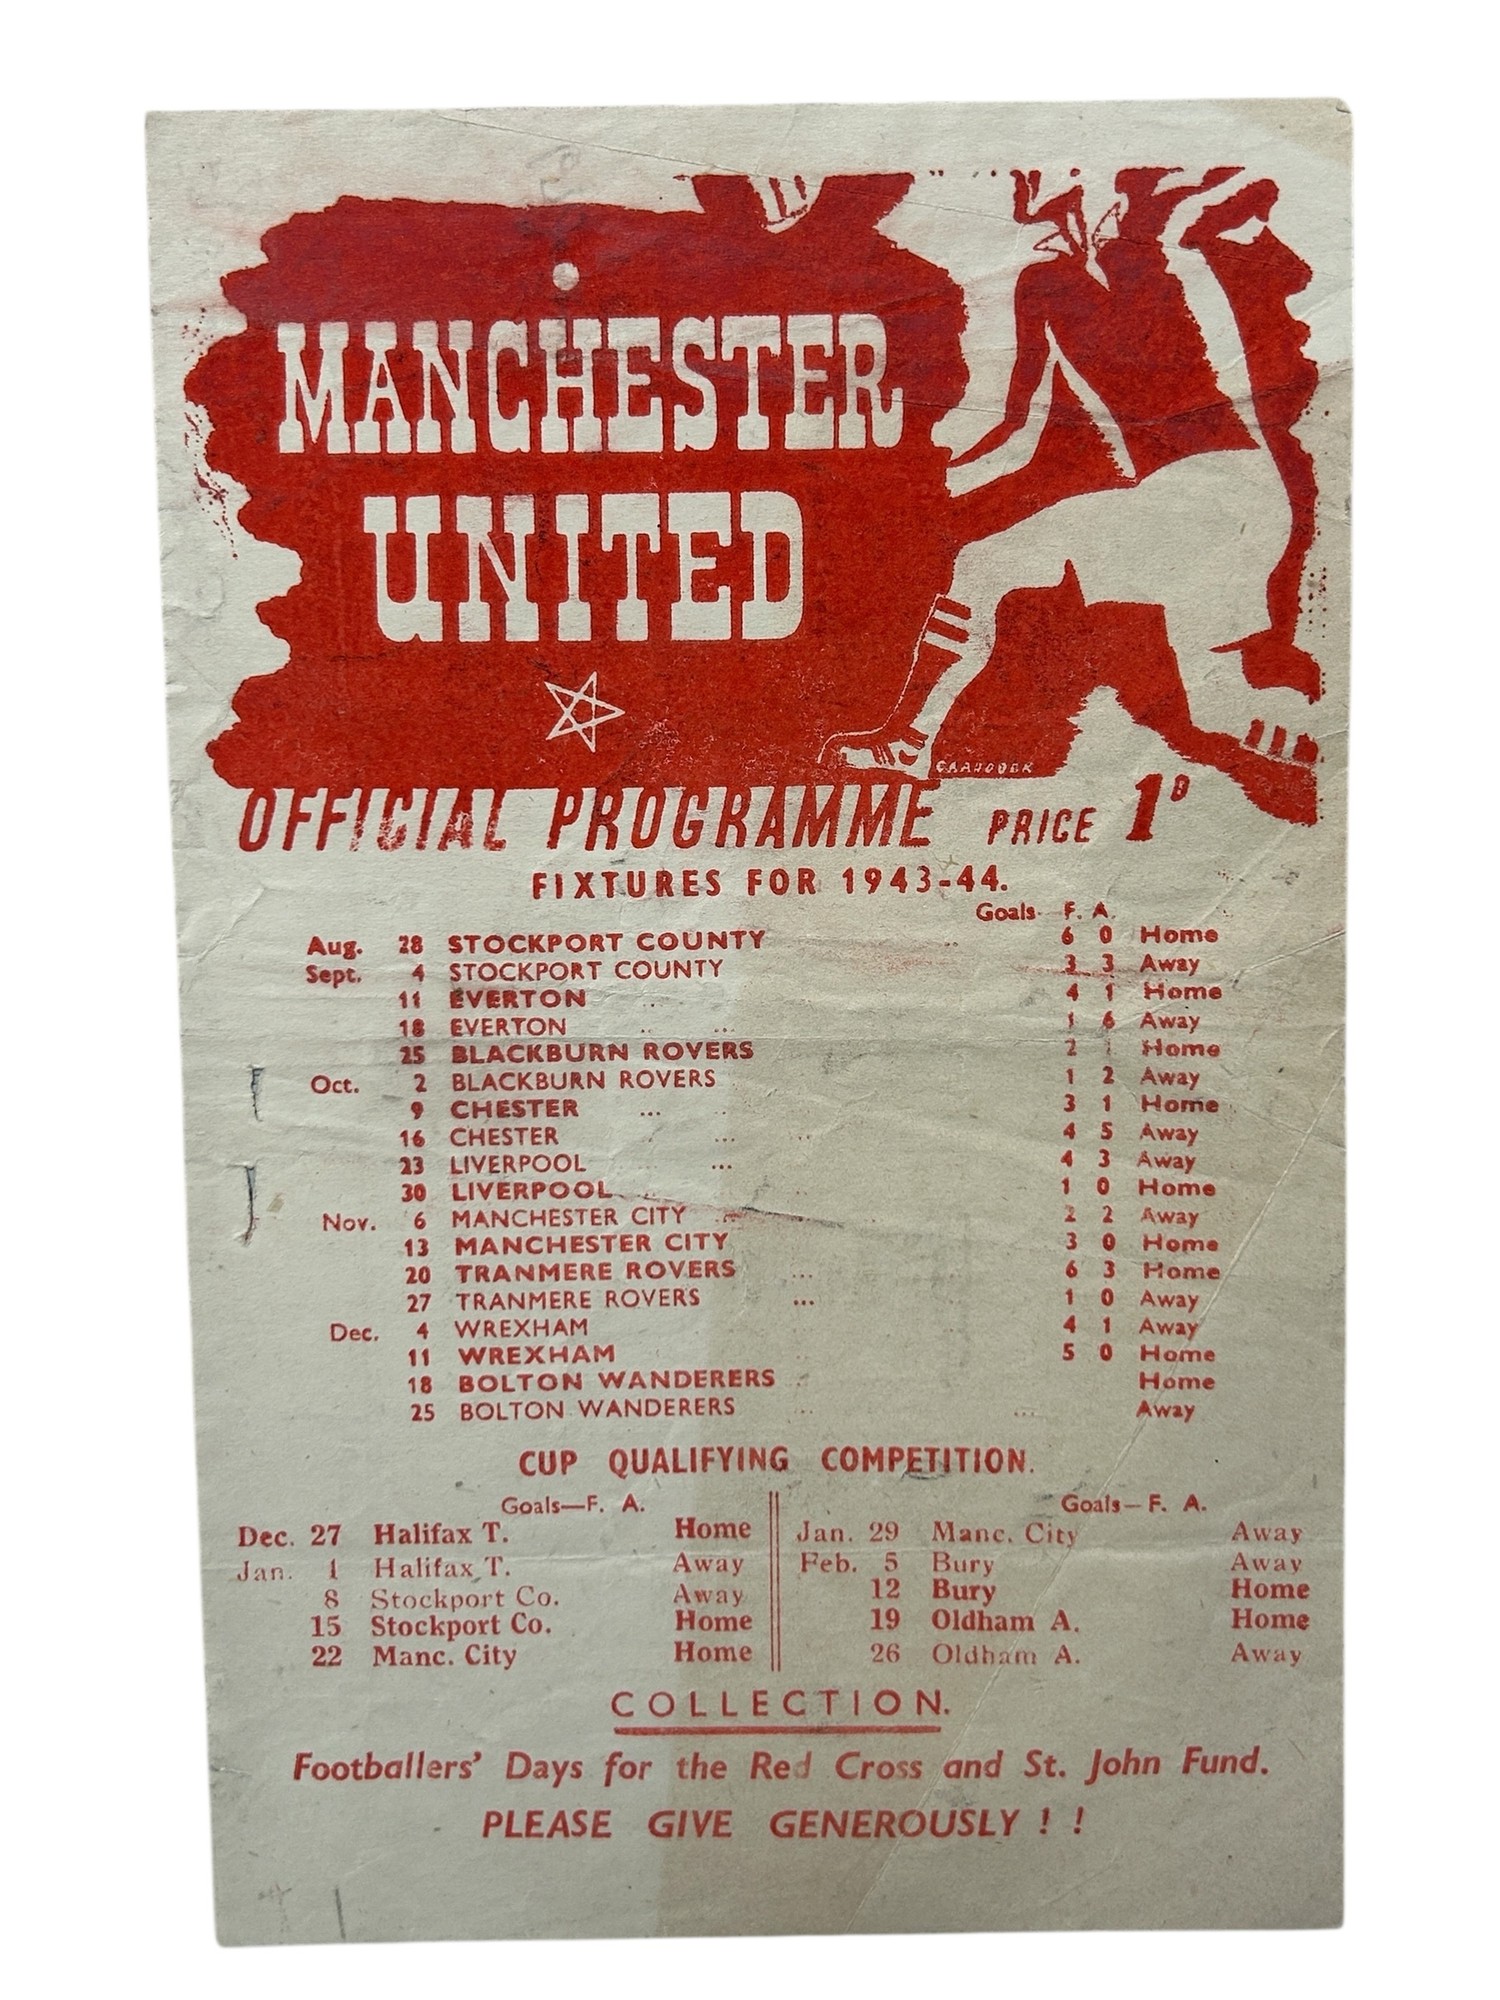 MANCHESTER
UNITED
CRADDOCK
OFFICIAL PROGRAMME PRICE 1D
FIXTURES FOR 1943-44.
Goals F. A.
Aug. 28 STOCKPORT COUNTY 6 0 Home
Sept. 4 STOCKPORT COUNTY 3 3 Away
11 EVERTON 4 1 Home
18 EVERTON 1 6 Away
25 BLACKBURN ROVERS 2 1 Home
Oct. 2 BLACKBURN ROVERS 1 2 Away
9 CHESTER ... 3 1 Home
16 CHESTER ... 4 5 Away
23 LIVERPOOL ... 4 3 Away
30 LIVERPOOL 1 0 Home
Nov. 6 MANCHESTER CITY 2 2 Away
13 MANCHESTER CITY 3 0 Home
20 TRANMERE ROVERS ... 6 3 Home
27 TRANMERE ROVERS ... 1 0 Away
Dec. 4 WREXHAM 4 1 Away
11 WREXHAM 5 0 Home
18 BOLTON WANDERERS Home
25 BOLTON WANDERERS ... Away
CUP QUALIFYING COMPETITION.
Goals—F. A.
Dec. 27 Halifax T. Home
Jan. 1 Halifax T. Away
8 Stockport Co. Away
15 Stockport Co. Home
22 Manc. City Home
Goals—F. A.
Jan. 29 Manc. City Away
Feb. 5 Bury Away
12 Bury Home
19 Oldham A. Home
26 Oldham A. Away
COLLECTION.
Footballers' Days for the Red Cross and St. John Fund.
PLEASE GIVE GENEROUSLY ! !